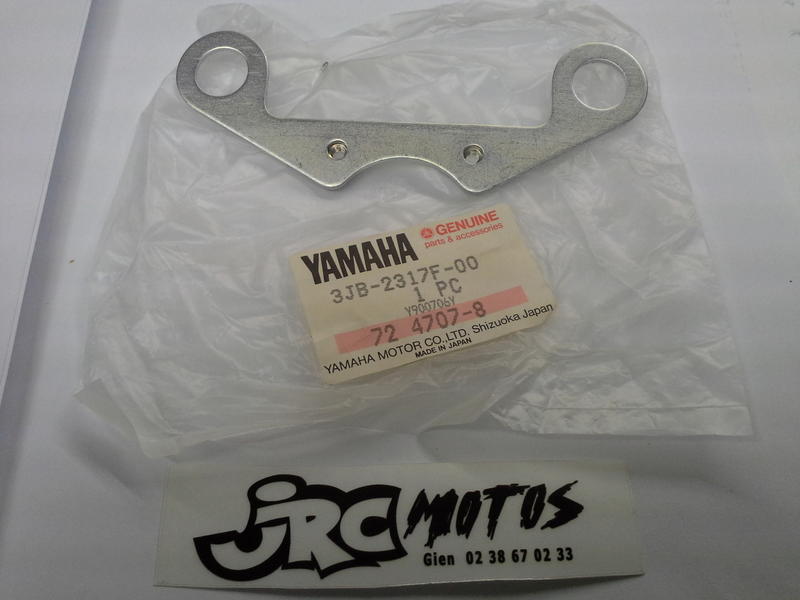 YAMAHA
GENUINE
parts & accessories
3JB-2317F-00
1 PC
Y900706Y
72 4707-8
YAMAHA MOTOR CO.,LTD. Shizuoka Japan
MADE IN JAPAN
JRC MOTOS
Gien 02 38 67 02 33